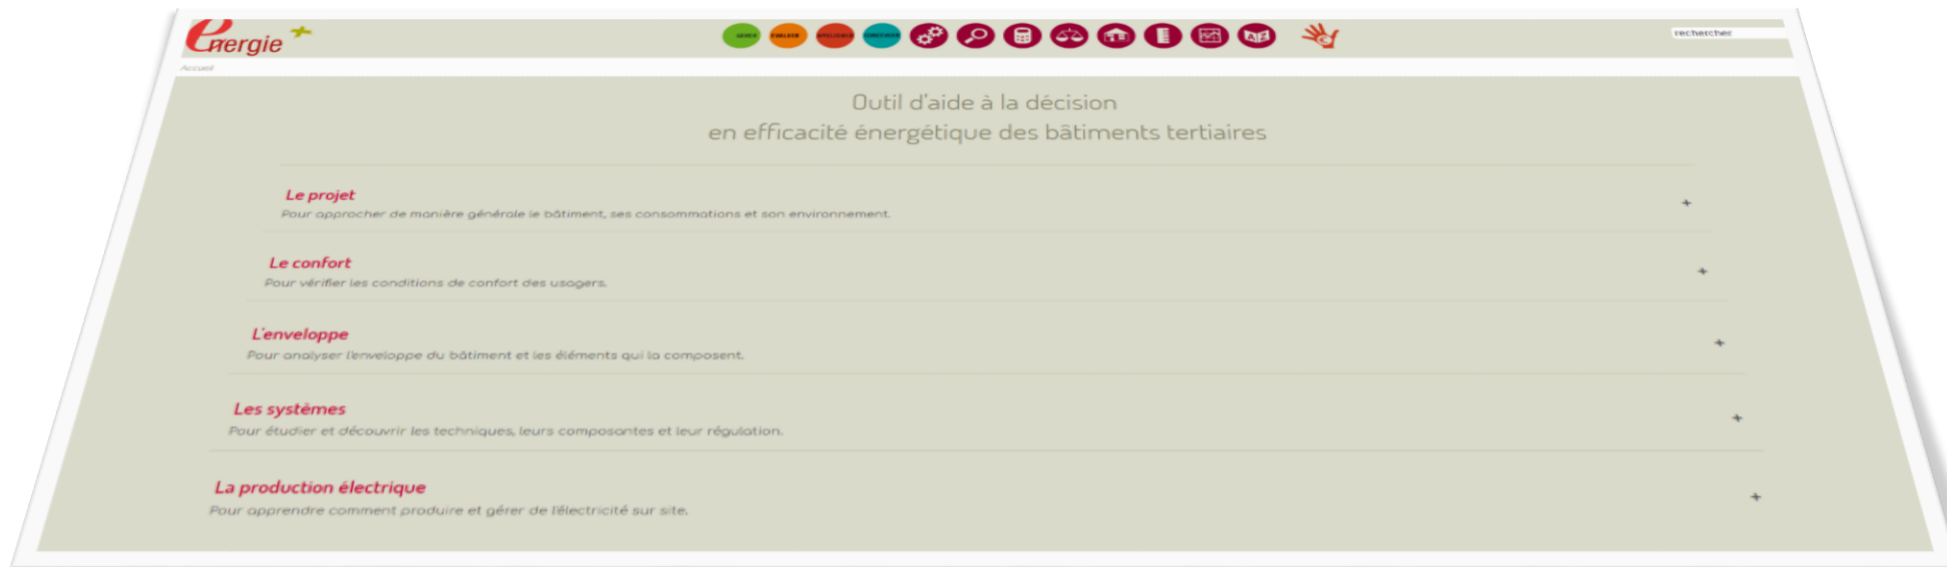 énergie +
rechercher
Accueil
Outil d'aide à la décision
en efficacité énergétique des bâtiments tertiaires
Le projet
Pour approcher de manière générale le bâtiment, ses consommations et son environnement.
+
Le confort
Pour vérifier les conditions de confort des usagers.
+
L'enveloppe
Pour analyser l'enveloppe du bâtiment et les éléments qui la composent.
+
Les systèmes
Pour étudier et découvrir les techniques, leurs composantes et leur régulation.
+
La production électrique
Pour apprendre comment produire et gérer de l'électricité sur site.
+